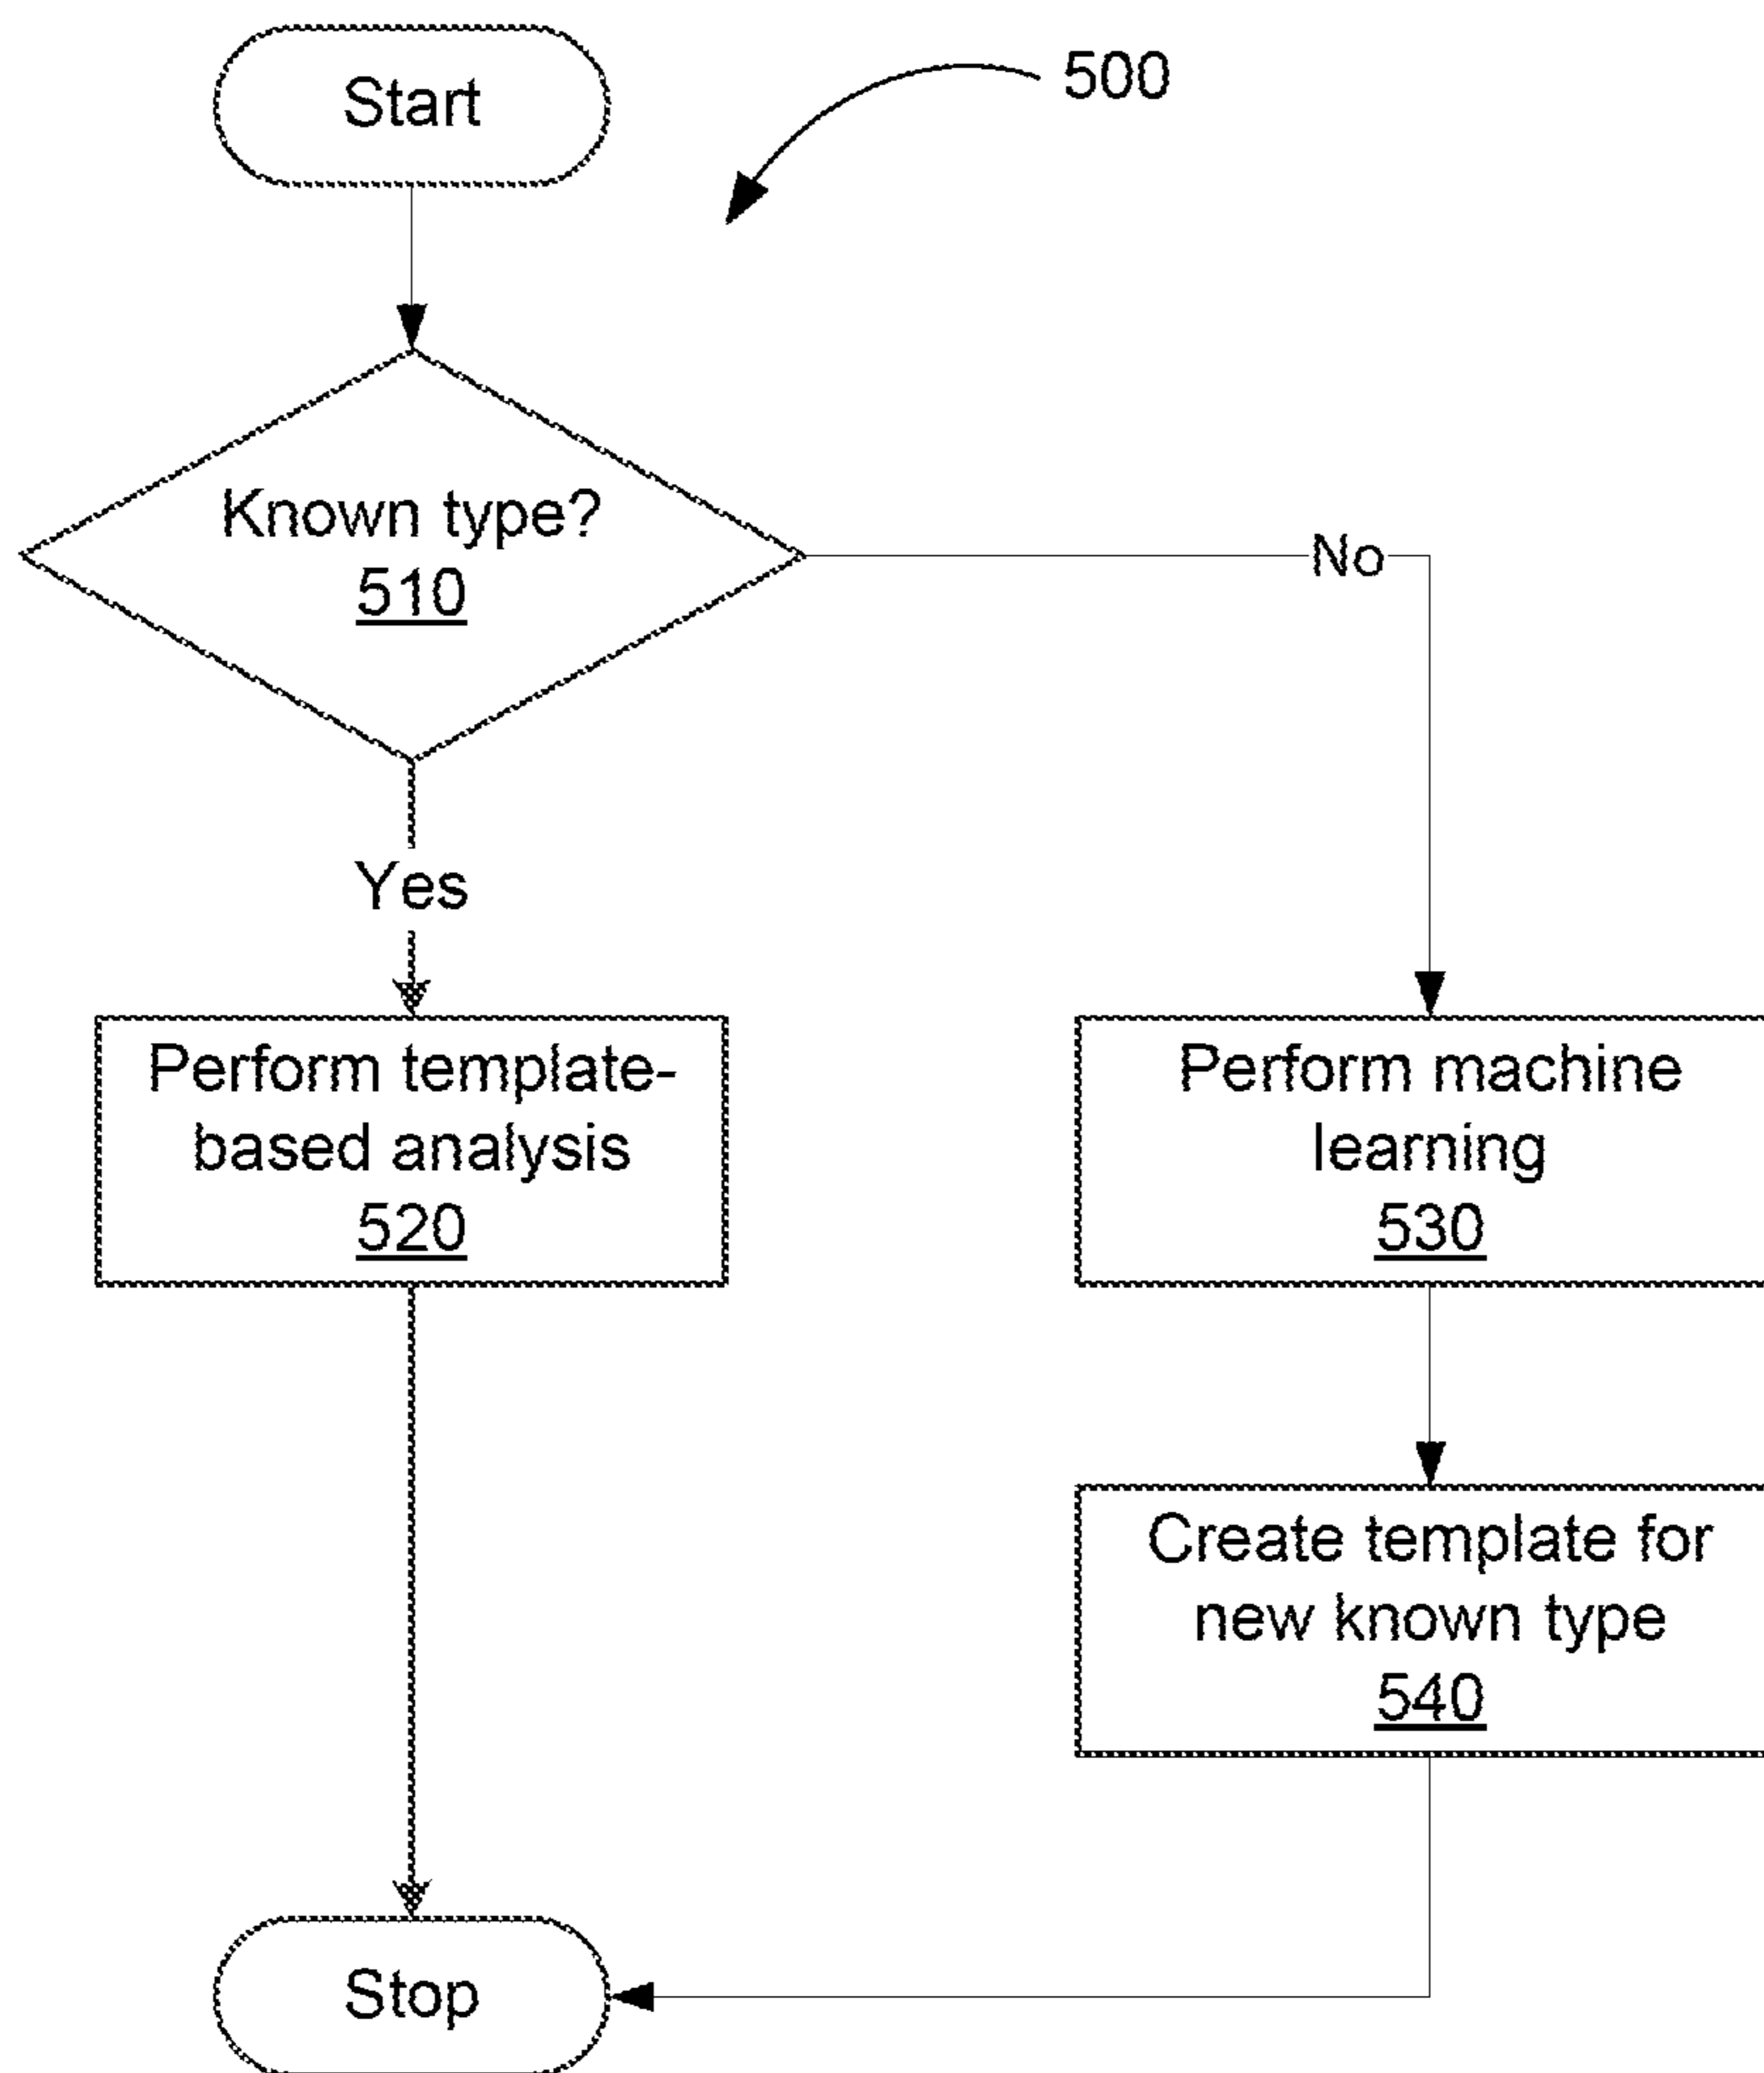 Start
500
Known type?
510
No
Yes
Perform template-
based analysis
520
Perform machine
learning
530
Create template for
new known type
540
Stop